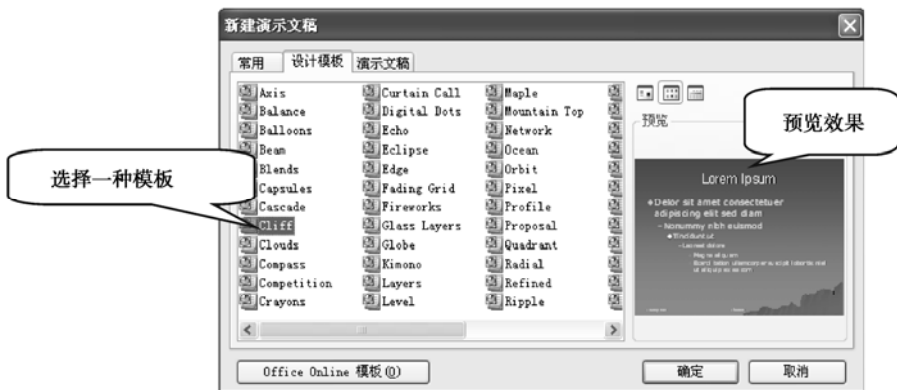 新建演示文稿
常用 设计模板 演示文稿
Axis Curtain Call Maple
Balance Digital Dots Mountain Top
Balloons Echo Network
Beam Eclipse Ocean
Blends Edge Orbit
Capsules Fading Grid Pixel
Cascade Fireworks Profile
Cliff Glass Layers Proposal
Clouds Globe Quadrant
Compass Kimono Radial
Competition Layers Refined
Crayons Level Ripple
选择一种模板
预览
预览效果
Lorem Ipsum
Delor sit amet consectetuer
adipiscing elit sed diam
- Nonummy nibh euismod
Office Online 模板(O)
确定
取消